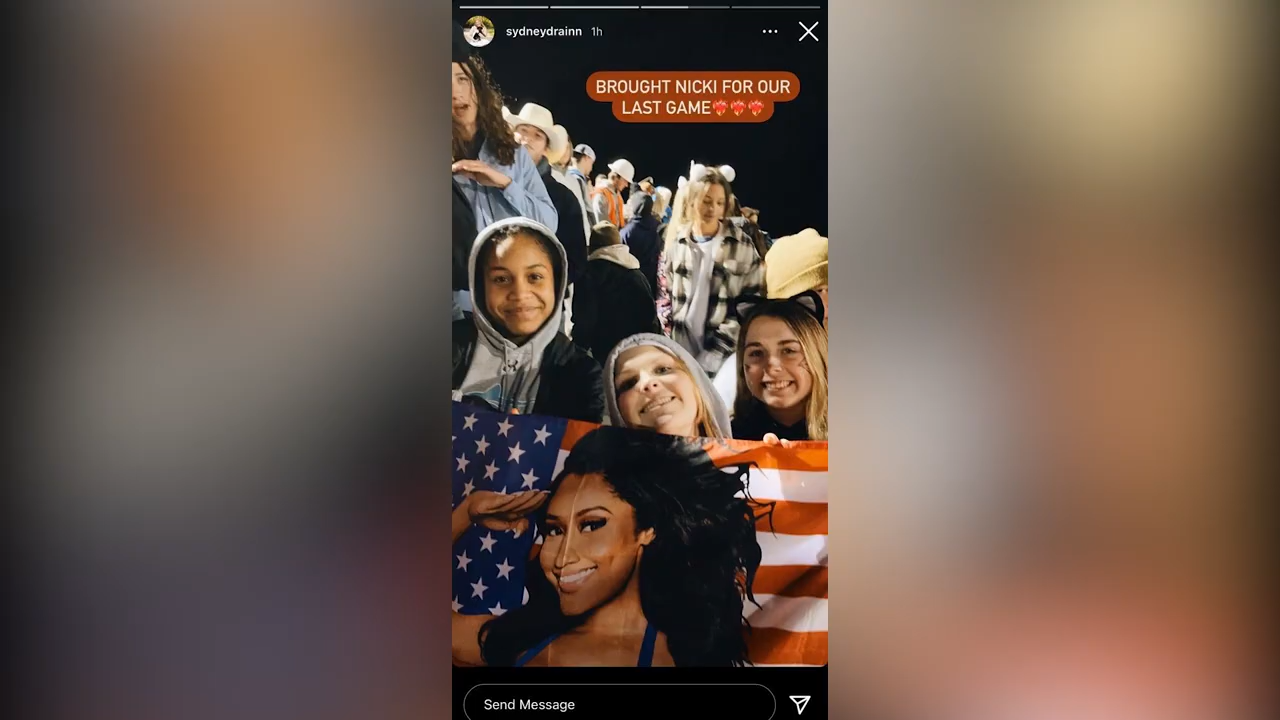 sydneydrainn 1h
BROUGHT NICKI FOR OUR
LAST GAME❤️‍🔥❤️‍🔥❤️‍🔥
Send Message